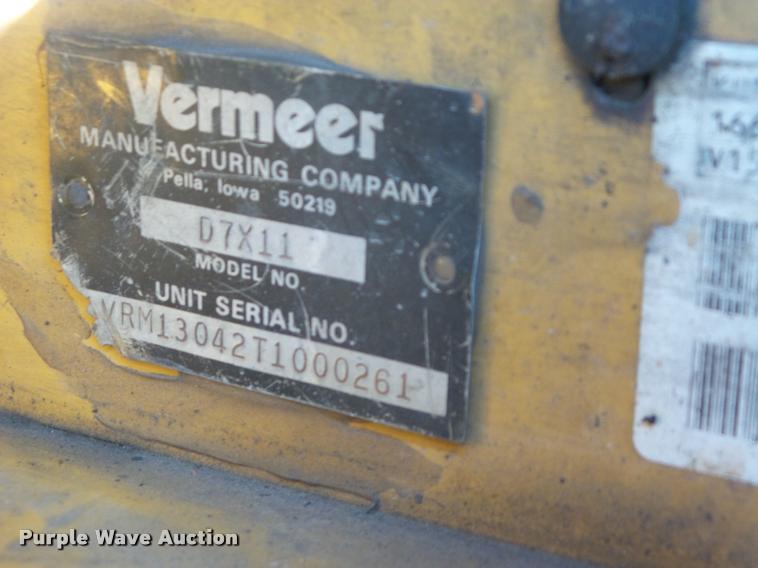 Vermeer
MANUFACTURING COMPANY
Pella, Iowa 50219
D7X11
MODEL NO.
UNIT SERIAL NO.
VRM13042T1000261
Purple Wave Auction